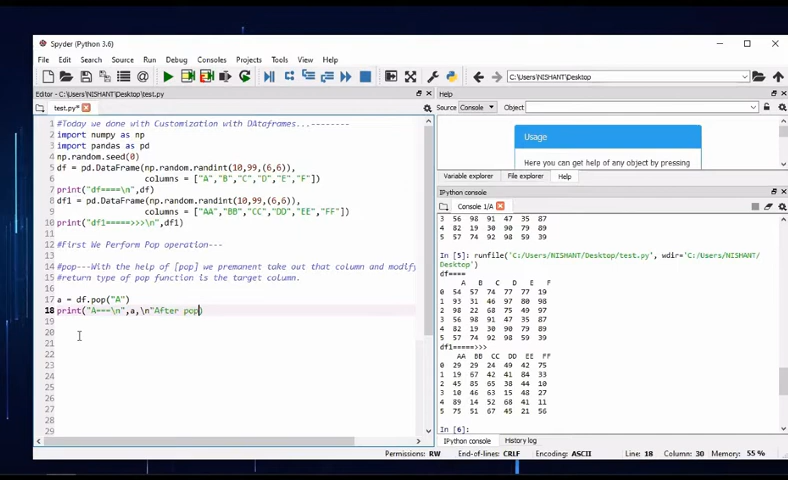 Spyder (Python 3.6)
File Edit Search Source Run Debug Consoles Projects Tools View Help
C:\Users\NISHANT\Desktop
Editor - C:\Users\NISHANT\Desktop\test.py
test.py*
1 #Today we done with Customization with DAtaframes...--------
2 import numpy as np
3 import pandas as pd
4 np.random.seed(0)
5 df = pd.DataFrame(np.random.randint(10,99,(6,6)),
6 columns = ["A","B","C","D","E","F"])
7 print("df====\n",df)
8 df1 = pd.DataFrame(np.random.randint(10,99,(6,6)),
9 columns = ["AA","BB","CC","DD","EE","FF"])
10 print("df1=====>>>\n",df1)
11
12 #First We Perform Pop operation---
13
14 #pop---With the help of [pop] we premanent take out that column and modify
15 #return type of pop function is the target column.
16
17 a = df.pop("A")
18 print("A===\n",a,\n"After pop)
19
20
21
22
23
24
25
26
27
28
29
Help
Source Console Object
Usage
Here you can get help of any object by pressing
Variable explorer File explorer Help
IPython console
Console 1/A
3 56 98 91 47 35 87
4 82 19 30 90 79 89
5 57 74 92 98 59 39
In [5]: runfile('C:/Users/NISHANT/Desktop/test.py', wdir='C:/Users/NISHANT/
Desktop')
df====
A B C D E F
0 54 57 74 77 77 19
1 93 31 46 97 80 98
2 98 22 68 75 49 97
3 56 98 91 47 35 87
4 82 19 30 90 79 89
5 57 74 92 98 59 39
df1=====>>>
AA BB CC DD EE FF
0 29 29 24 49 42 75
1 19 67 42 41 84 33
2 45 85 65 38 44 10
3 10 46 63 15 48 27
4 89 14 52 68 41 11
5 75 51 67 45 21 56
In [6]:
IPython console History log
Permissions: RW End-of-lines: CRLF Encoding: ASCII Line: 18 Column: 30 Memory: 55 %